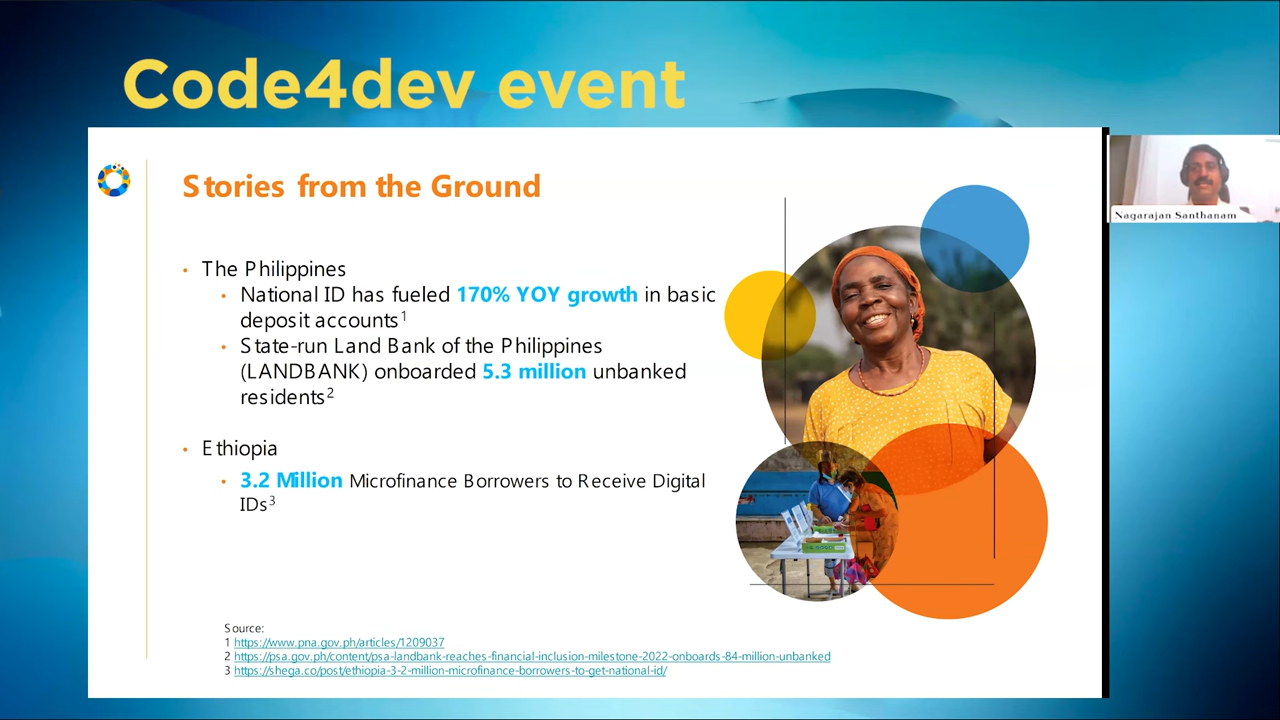 Code4dev event
Stories from the Ground
• The Philippines
• National ID has fueled 170% YOY growth in basic
deposit accounts1
• State-run Land Bank of the Philippines
(LANDBANK) onboarded 5.3 million unbanked
residents2
• Ethiopia
• 3.2 Million Microfinance Borrowers to Receive Digital
IDs3
Source:
1 https://www.pna.gov.ph/articles/1209037
2 https://psa.gov.ph/content/psa-landbank-reaches-financial-inclusion-milestone-2022-onboards-84-million-unbanked
3 https://shega.co/post/ethiopia-3-2-million-microfinance-borrowers-to-get-national-id/
Nagarajan Santhanam